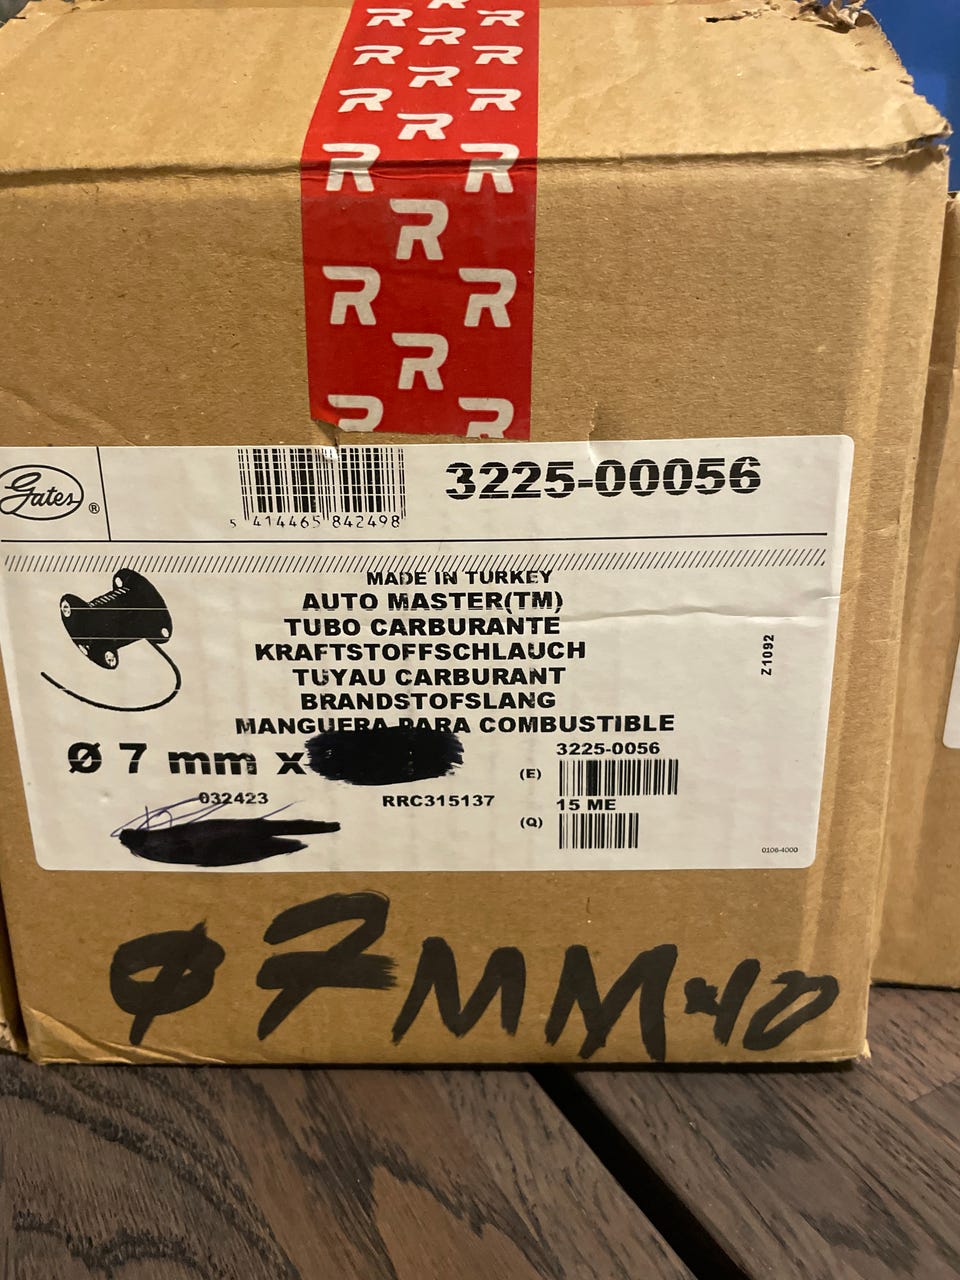 Gates ®
5 414465 842498
3225-00056
MADE IN TURKEY
AUTO MASTER(TM)
TUBO CARBURANTE
KRAFTSTOFFSCHLAUCH
TUYAU CARBURANT
BRANDSTOFSLANG
MANGUERA PARA COMBUSTIBLE
Z1092
Ø 7 mm x
3225-0056
(E)
032423
RRC315137
15 ME
(Q)
0106-4000
Ø 7MM×10